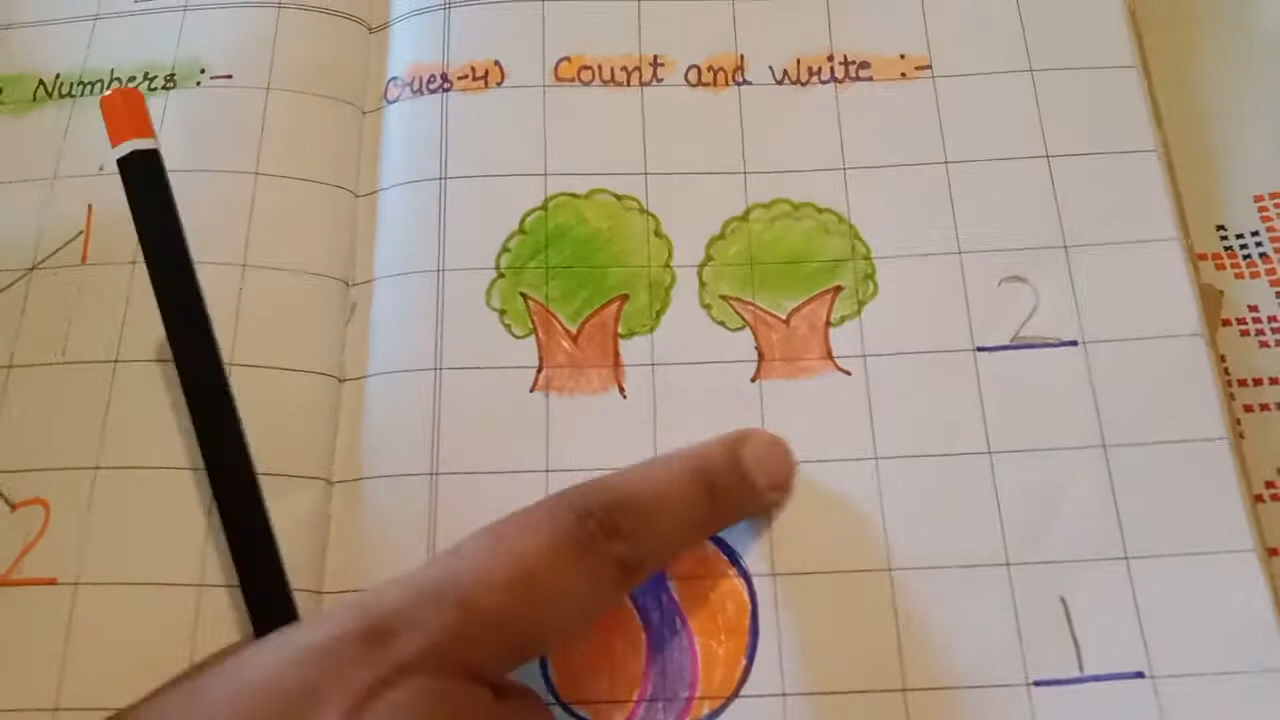 Numbers :-
1
2
Ques-4) Count and write :-
2
1